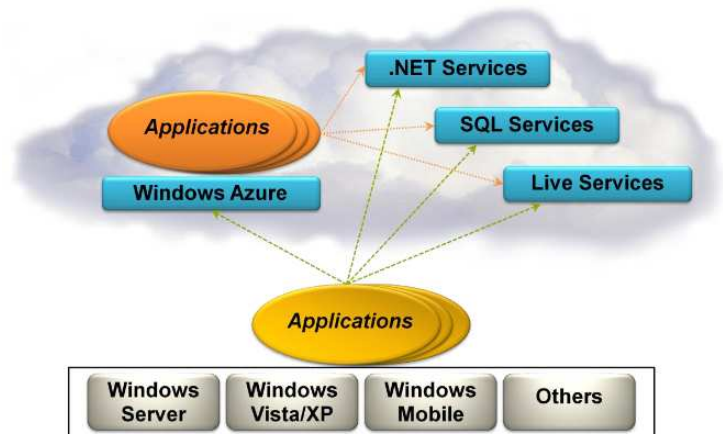 .NET Services
Applications
SQL Services
Live Services
Windows Azure
Applications
Windows
Server
Windows
Vista/XP
Windows
Mobile
Others